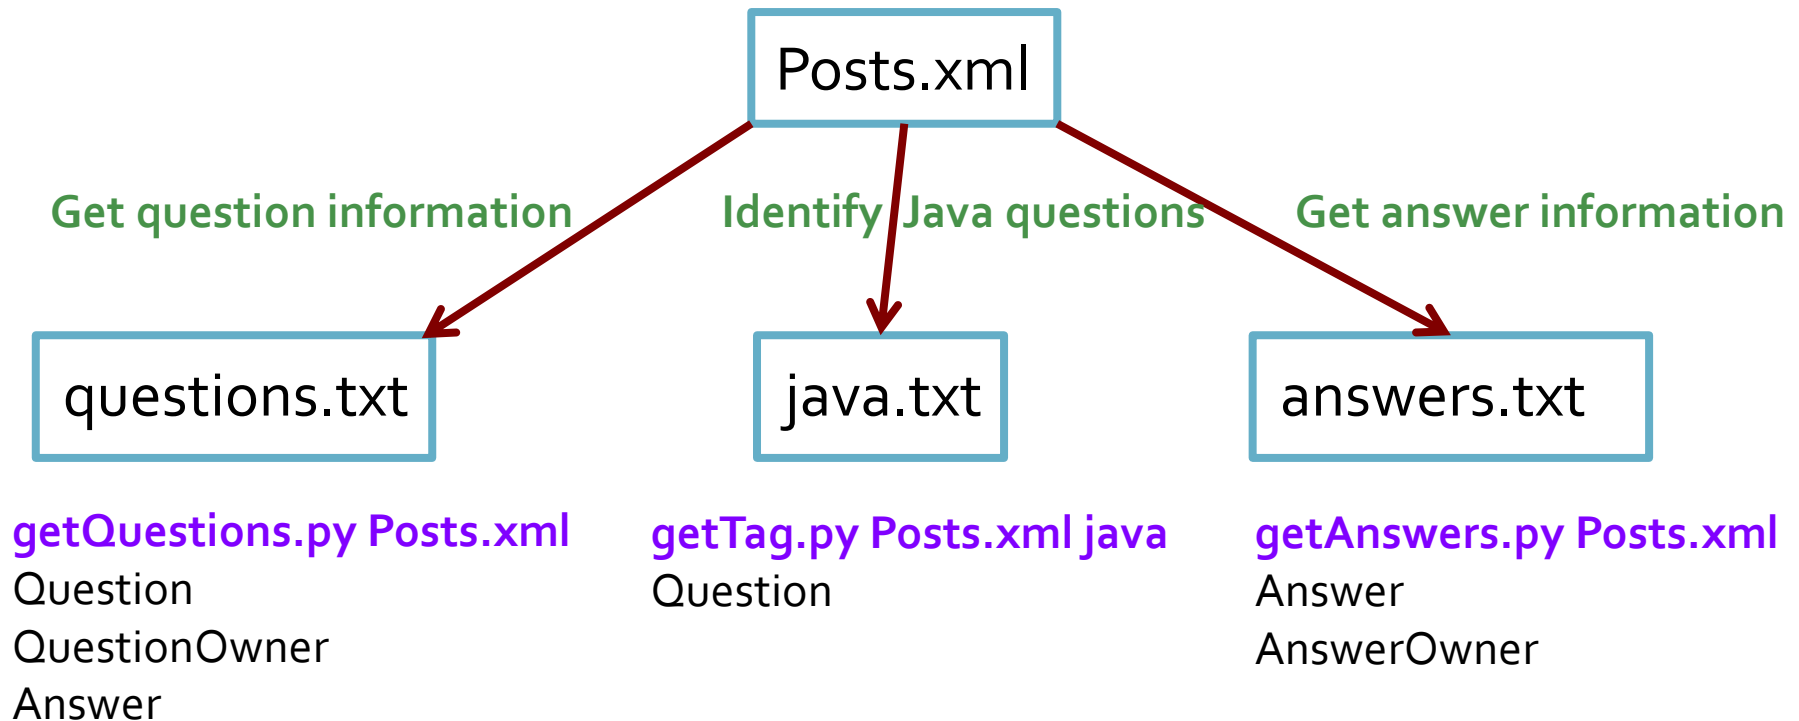 Posts.xml
Get question information
Identify Java questions
Get answer information
questions.txt
java.txt
answers.txt
getQuestions.py Posts.xml
Question
QuestionOwner
Answer
getTag.py Posts.xml java
Question
getAnswers.py Posts.xml
Answer
AnswerOwner